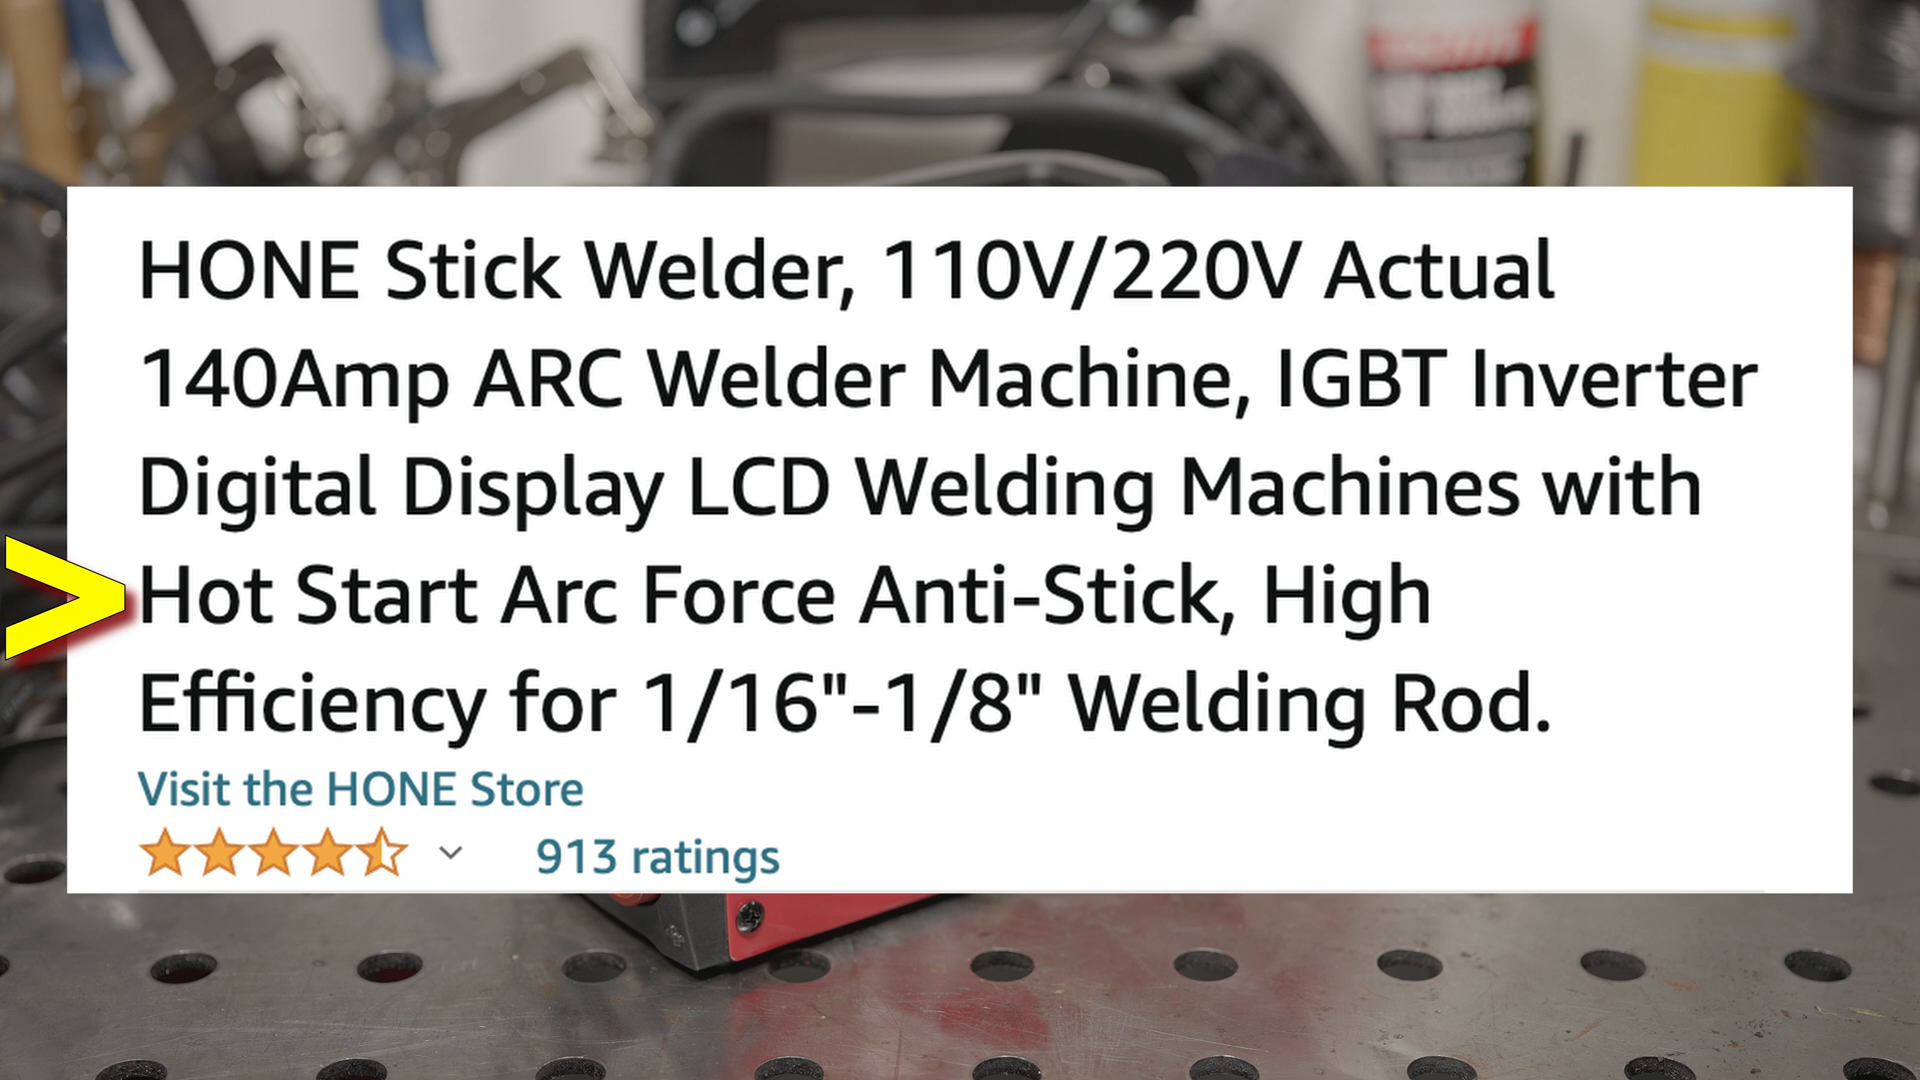 HONE Stick Welder, 110V/220V Actual
140Amp ARC Welder Machine, IGBT Inverter
Digital Display LCD Welding Machines with
Hot Start Arc Force Anti-Stick, High
Efficiency for 1/16"-1/8" Welding Rod.
Visit the HONE Store
913 ratings